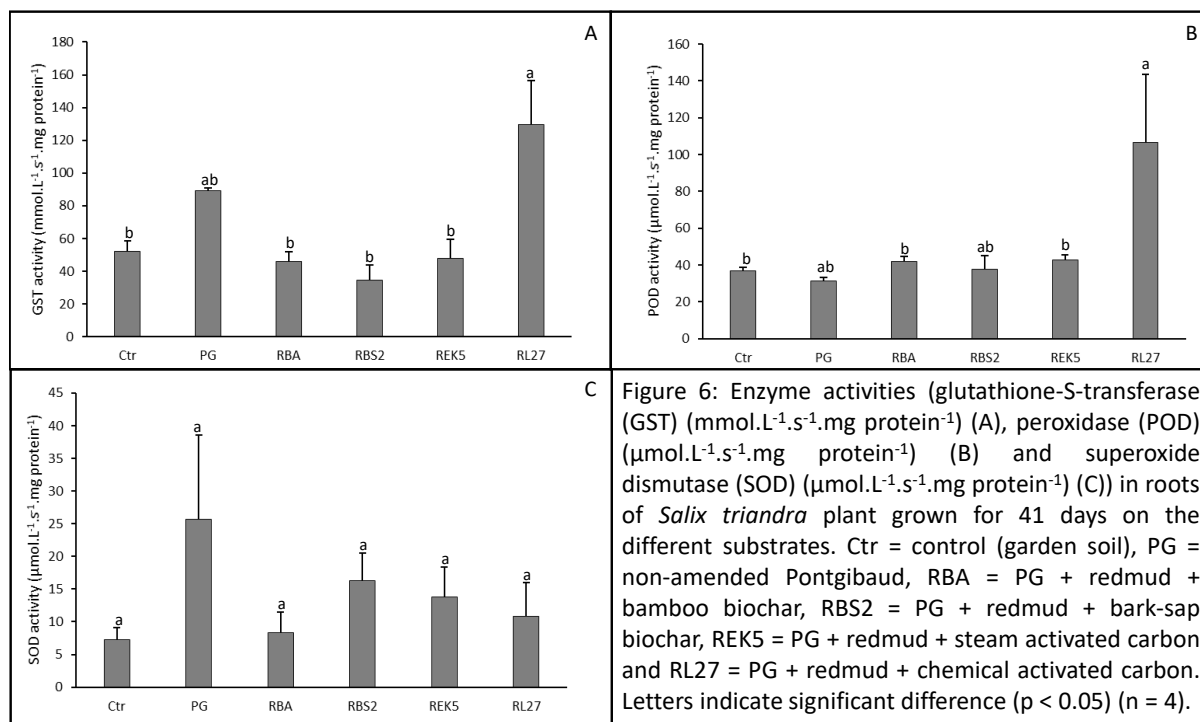 A
GST activity (mmol.L⁻¹.s⁻¹.mg protein⁻¹)
180
160
140
120
100
80
60
40
20
0
b
ab
b
b
b
a
Ctr PG RBA RBS2 REK5 RL27
B
POD activity (µmol.L⁻¹.s⁻¹.mg protein⁻¹)
160
140
120
100
80
60
40
20
0
b
ab
b
ab
b
a
Ctr PG RBA RBS2 REK5 RL27
C
SOD activity (µmol.L⁻¹.s⁻¹.mg protein⁻¹)
45
40
35
30
25
20
15
10
5
0
a
a
a
a
a
a
Ctr PG RBA RBS2 REK5 RL27
Figure 6: Enzyme activities (glutathione-S-transferase
(GST) (mmol.L⁻¹.s⁻¹.mg protein⁻¹) (A), peroxidase (POD)
(µmol.L⁻¹.s⁻¹.mg protein⁻¹) (B) and superoxide
dismutase (SOD) (µmol.L⁻¹.s⁻¹.mg protein⁻¹) (C)) in roots
of Salix triandra plant grown for 41 days on the
different substrates. Ctr = control (garden soil), PG =
non-amended Pontgibaud, RBA = PG + redmud +
bamboo biochar, RBS2 = PG + redmud + bark-sap
biochar, REK5 = PG + redmud + steam activated carbon
and RL27 = PG + redmud + chemical activated carbon.
Letters indicate significant difference (p < 0.05) (n = 4).